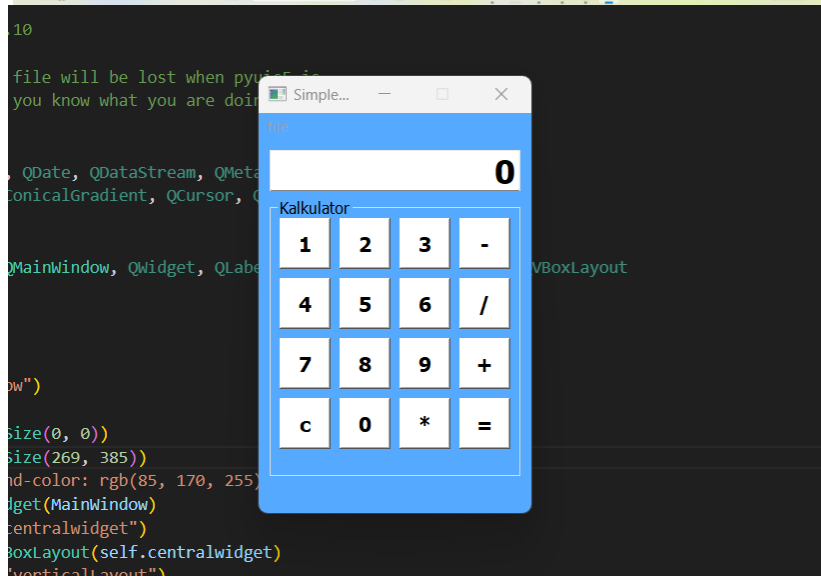 .10
file will be lost when pyuic5 is
you know what you are doin
Simple...
file
, QDate, QDataStream, QMeta
ConicalGradient, QCursor,
0
Kalkulator
QMainWindow, QWidget, QLabe
VBoxLayout
1 2 3 -
4 5 6 /
7 8 9 +
c 0 * =
ow")
Size(0, 0))
Size(269, 385))
nd-color: rgb(85, 170, 255)
dget(MainWindow)
centralwidget")
BoxLayout(self.centralwidget)
"verticalLayout")